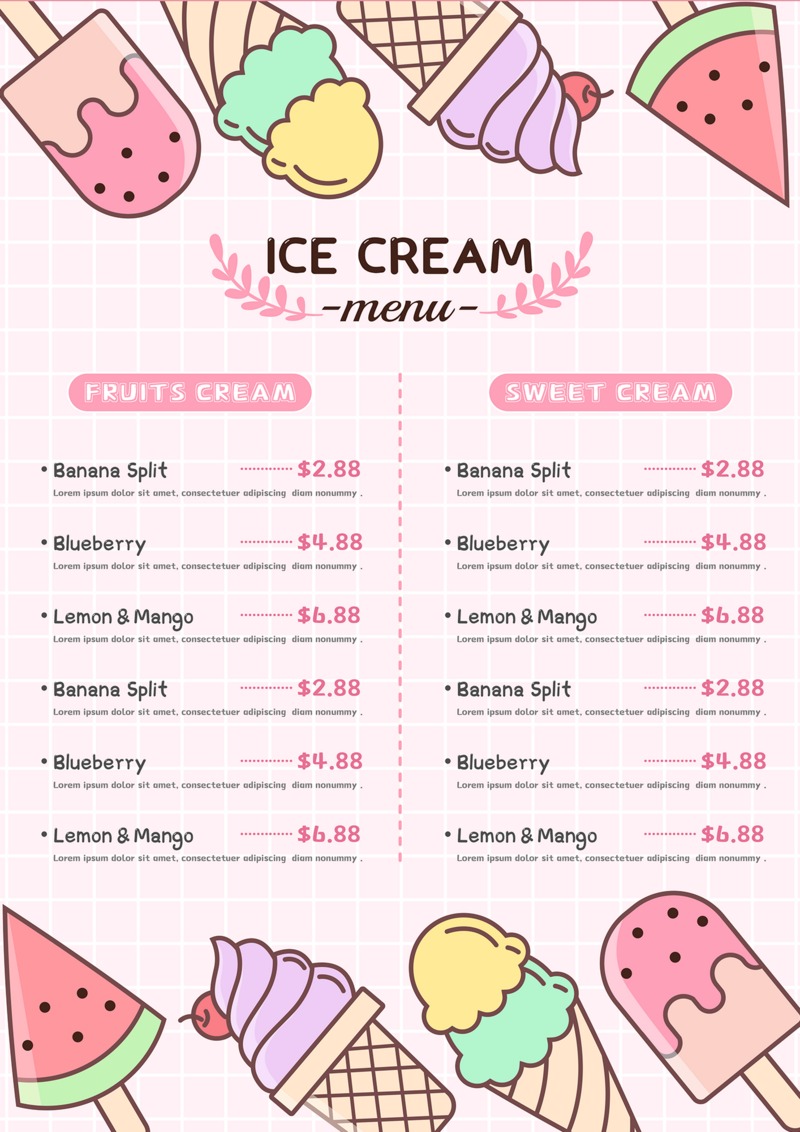 ICE CREAM
-menu-
FRUITS CREAM
• Banana Split ............ $2.88
Lorem ipsum dolor sit amet, consectetuer adipiscing diam nonummy .
• Blueberry ............ $4.88
Lorem ipsum dolor sit amet, consectetuer adipiscing diam nonummy .
• Lemon & Mango ............ $6.88
Lorem ipsum dolor sit amet, consectetuer adipiscing diam nonummy .
• Banana Split ............ $2.88
Lorem ipsum dolor sit amet, consectetuer adipiscing diam nonummy .
• Blueberry ............ $4.88
Lorem ipsum dolor sit amet, consectetuer adipiscing diam nonummy .
• Lemon & Mango ............ $6.88
Lorem ipsum dolor sit amet, consectetuer adipiscing diam nonummy .
SWEET CREAM
• Banana Split ............ $2.88
Lorem ipsum dolor sit amet, consectetuer adipiscing diam nonummy .
• Blueberry ............ $4.88
Lorem ipsum dolor sit amet, consectetuer adipiscing diam nonummy .
• Lemon & Mango ............ $6.88
Lorem ipsum dolor sit amet, consectetuer adipiscing diam nonummy .
• Banana Split ............ $2.88
Lorem ipsum dolor sit amet, consectetuer adipiscing diam nonummy .
• Blueberry ............ $4.88
Lorem ipsum dolor sit amet, consectetuer adipiscing diam nonummy .
• Lemon & Mango ............ $6.88
Lorem ipsum dolor sit amet, consectetuer adipiscing diam nonummy .